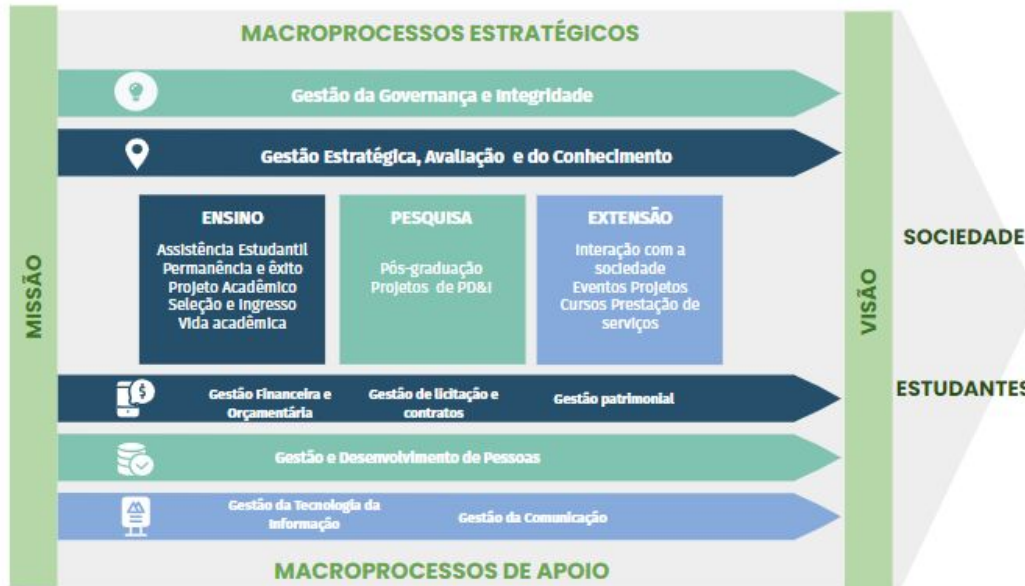 MACROPROCESSOS ESTRATÉGICOS
Gestão da Governança e Integridade
Gestão Estratégica, Avaliação e do Conhecimento
MISSÃO
ENSINO
Assistência Estudantil
Permanência e êxito
Projeto Acadêmico
Seleção e Ingresso
Vida acadêmica
PESQUISA
Pós-graduação
Projetos de PD&I
EXTENSÃO
Interação com a
sociedade
Eventos Projetos
Cursos Prestação de
serviços
VISÃO
SOCIEDADE
ESTUDANTES
Gestão Financeira e
Orçamentária
Gestão de licitação e
contratos
Gestão patrimonial
Gestão e Desenvolvimento de Pessoas
Gestão da Tecnologia da
Informação
Gestão da Comunicação
MACROPROCESSOS DE APOIO